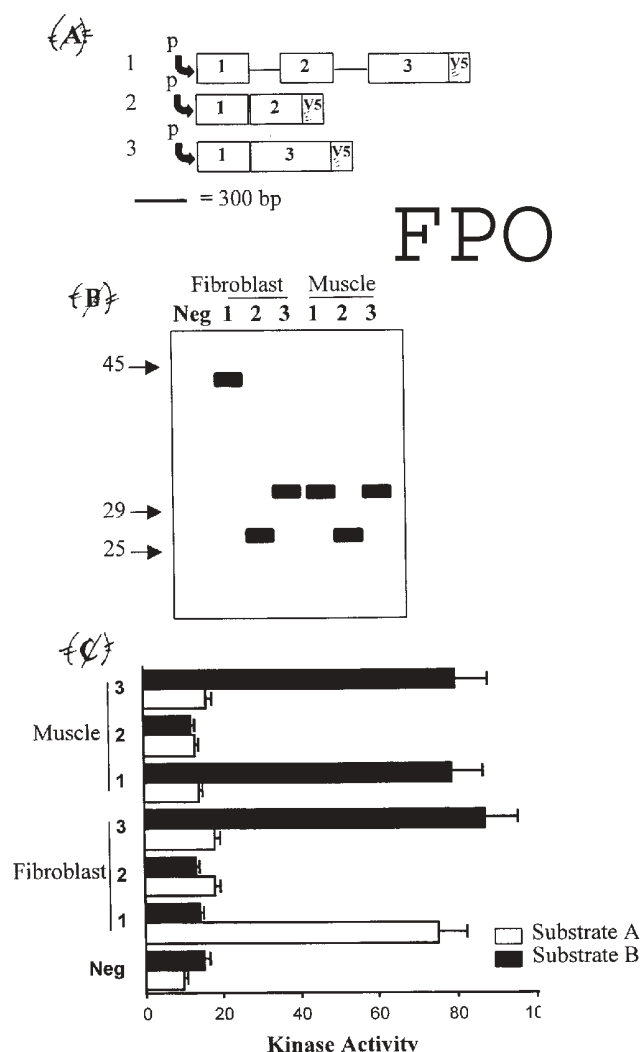 (A)
p
1 1 2 3 V5
p
2 1 2 V5
p
3 1 3 V5
= 300 bp
FPO
(B)
Fibroblast Muscle
Neg 1 2 3 1 2 3
45
29
25
(C)
3
Muscle 2
1
3
Fibroblast 2
1
Neg
Substrate A
Substrate B
0 20 40 60 80 10
Kinase Activity